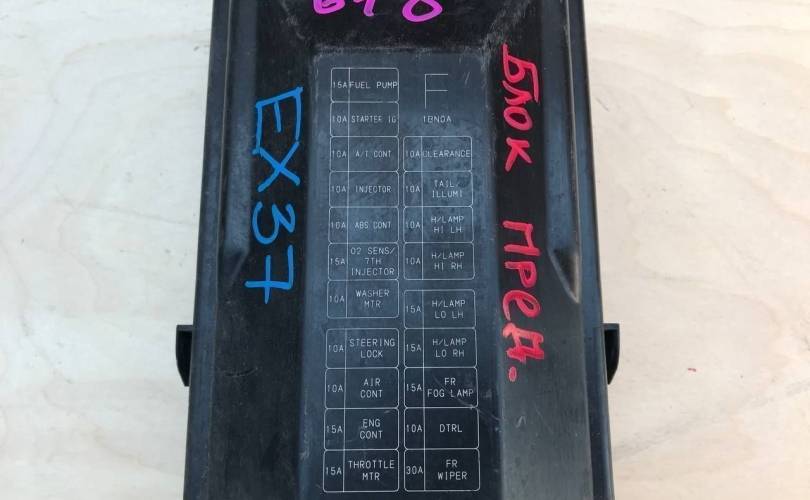 15A FUEL PUMP
10A STARTER IG
10A A/T CONT
10A INJECTOR
10A ABS CONT
15A O2 SENS/
7TH
INJECTOR
10A WASHER
MTR
10A STEERING
LOCK
10A AIR
CONT
15A ENG
CONT
15A THROTTLE
MTR
F
1BN0A
10A CLEARANCE
10A TAIL/
ILLUMI
10A H/LAMP
HI LH
10A H/LAMP
HI RH
15A H/LAMP
LO LH
15A H/LAMP
LO RH
15A FR
FOG LAMP
10A DTRL
30A FR
WIPER
EX37
БЛОК ПРЕД.